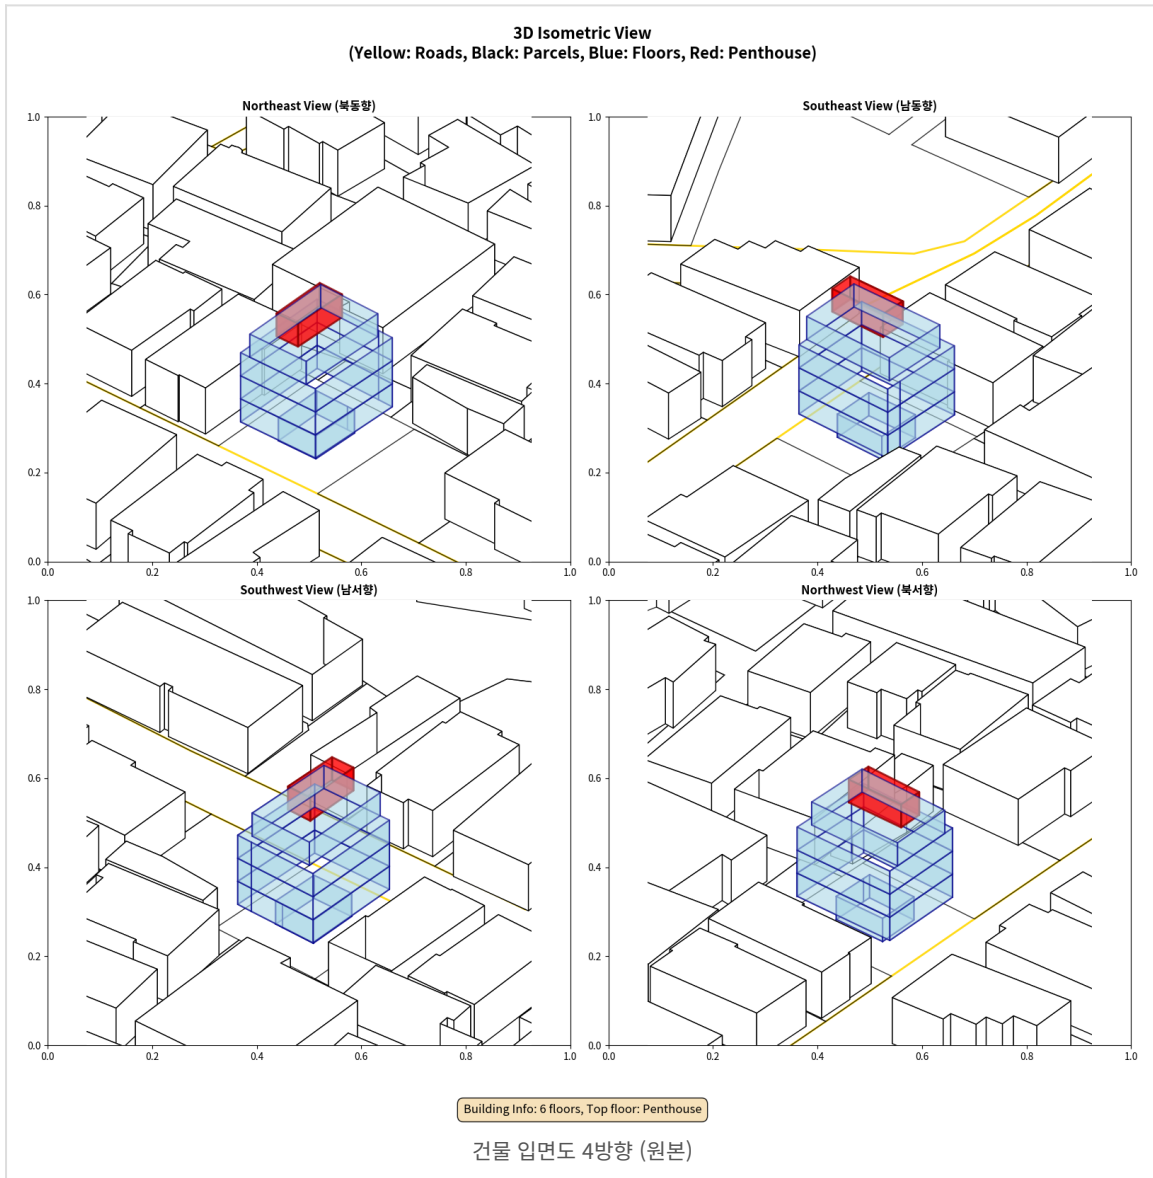 3D Isometric View
(Yellow: Roads, Black: Parcels, Blue: Floors, Red: Penthouse)
Northeast View (북동향)
1.0
0.8
0.6
0.4
0.2
0.0
0.0 0.2 0.4 0.6 0.8 1.0
Southeast View (남동향)
1.0
0.8
0.6
0.4
0.2
0.0
0.0 0.2 0.4 0.6 0.8 1.0
Southwest View (남서향)
1.0
0.8
0.6
0.4
0.2
0.0
0.0 0.2 0.4 0.6 0.8 1.0
Northwest View (북서향)
1.0
0.8
0.6
0.4
0.2
0.0
0.0 0.2 0.4 0.6 0.8 1.0
Building Info: 6 floors, Top floor: Penthouse
건물 입면도 4방향 (원본)